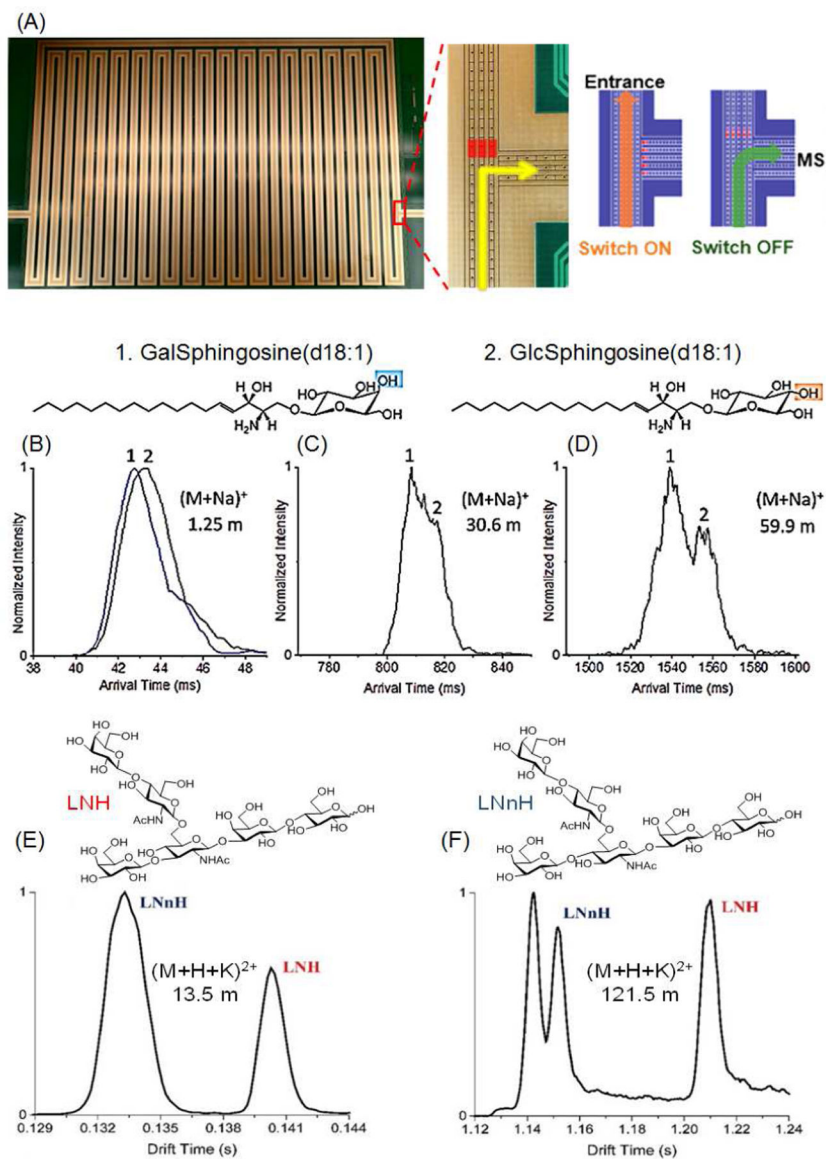 (A)
Entrance
MS
Switch ON
Switch OFF
1. GalSphingosine(d18:1)
2. GlcSphingosine(d18:1)
H OH HO OH OH
O O OH
H₂N H HO
H OH HO OH OH
O O OH
H₂N H HO
(B)
1 2
(M+Na)⁺
1.25 m
Normalized Intensity
1
0
38 40 42 44 46 48
Arrival Time (ms)
(C)
1
2
(M+Na)⁺
30.6 m
Normalized Intensity
1
0
780 800 820 840
Arrival Time (ms)
(D)
1
2
(M+Na)⁺
59.9 m
Normalized Intensity
1
0
1500 1520 1540 1560 1580 1600
Arrival Time (ms)
LNH
AcHN
NHAc
(E)
LNnH
LNH
(M+H+K)²⁺
13.5 m
1
0
0.129 0.132 0.135 0.138 0.141 0.144
Drift Time (s)
LNnH
AcHN
NHAc
(F)
LNnH
LNH
(M+H+K)²⁺
121.5 m
1
0
1.12 1.14 1.16 1.18 1.20 1.22 1.24
Drift Time (s)